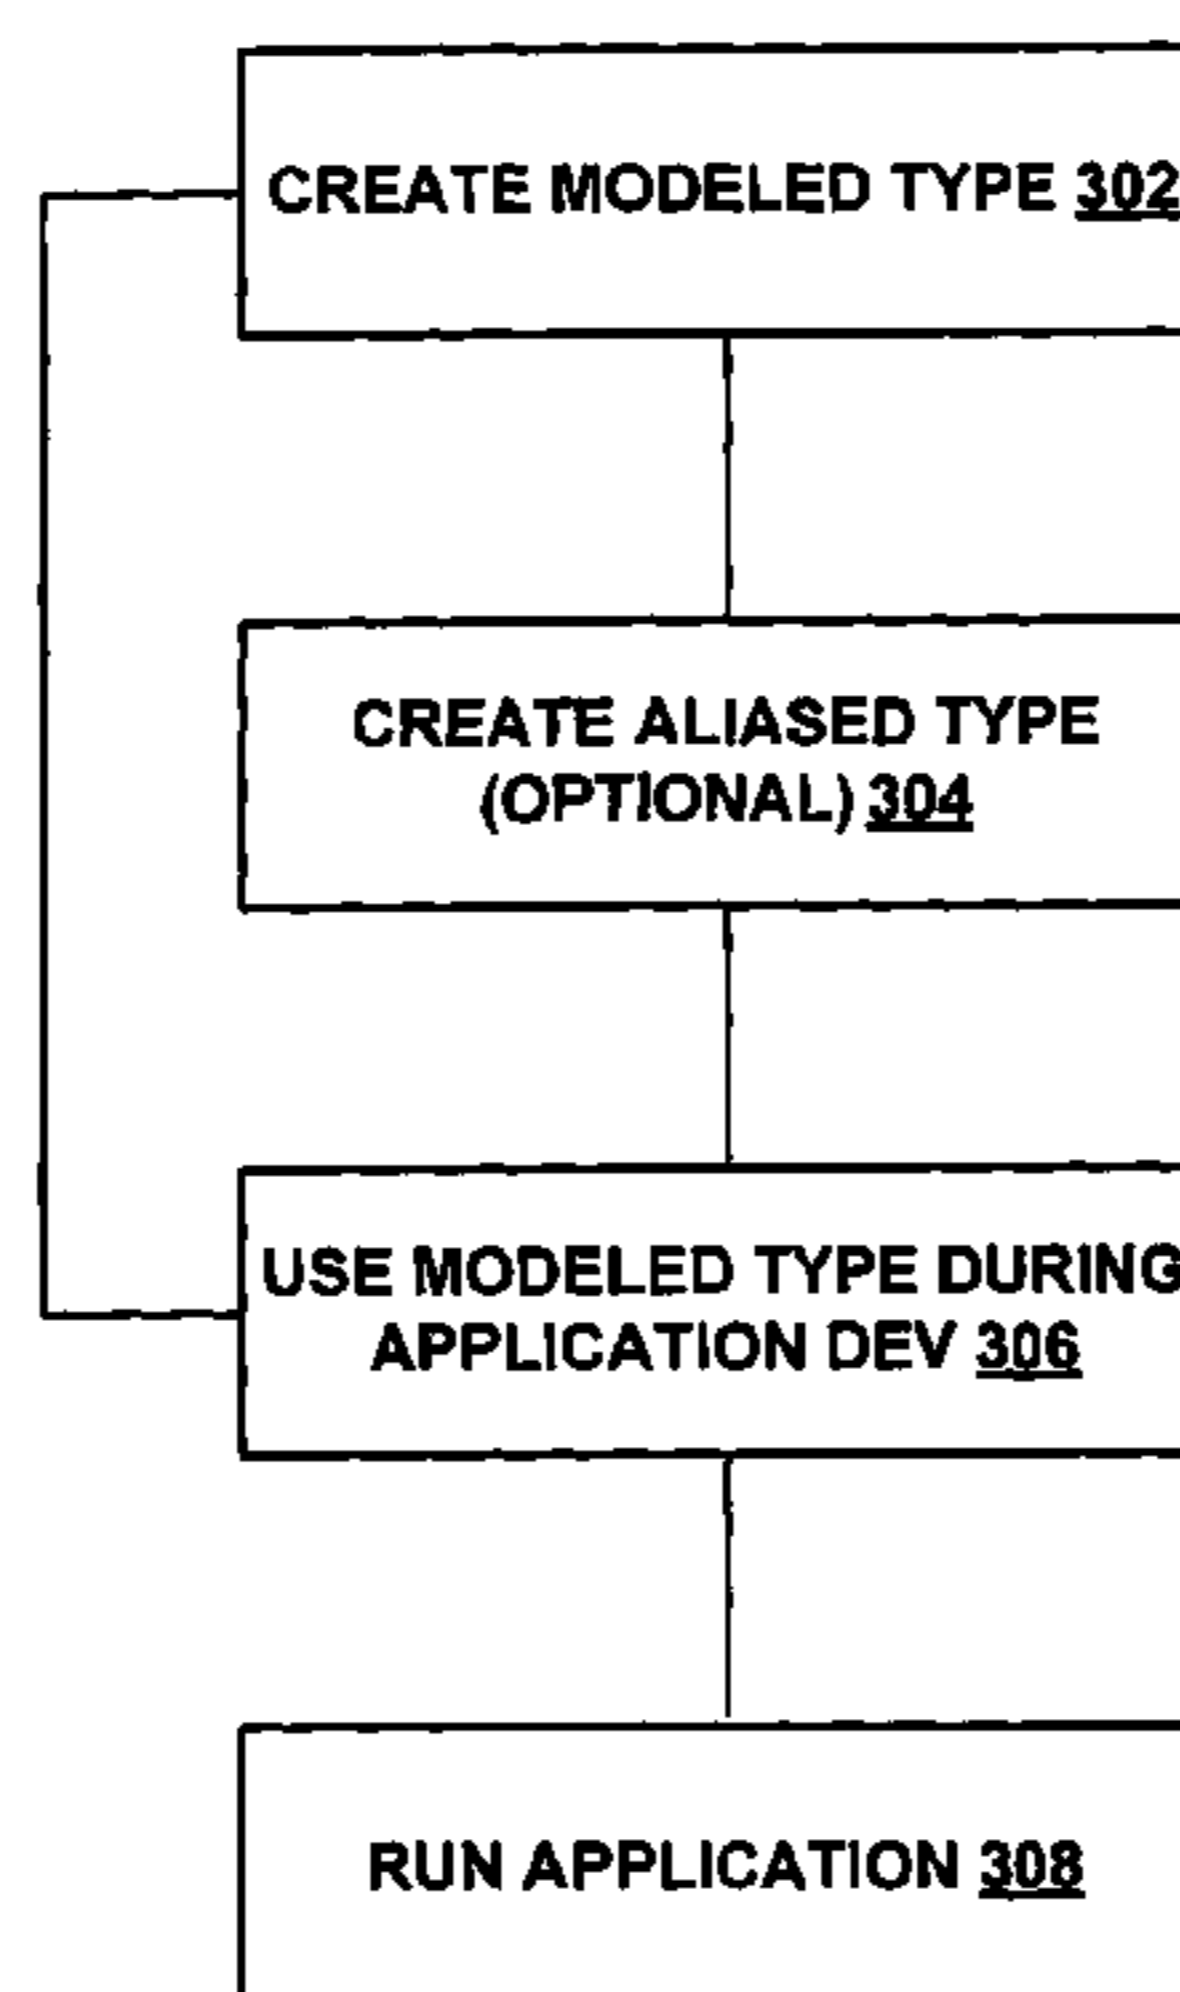 CREATE MODELED TYPE 302
CREATE ALIASED TYPE
(OPTIONAL) 304
USE MODELED TYPE DURING
APPLICATION DEV 306
RUN APPLICATION 308